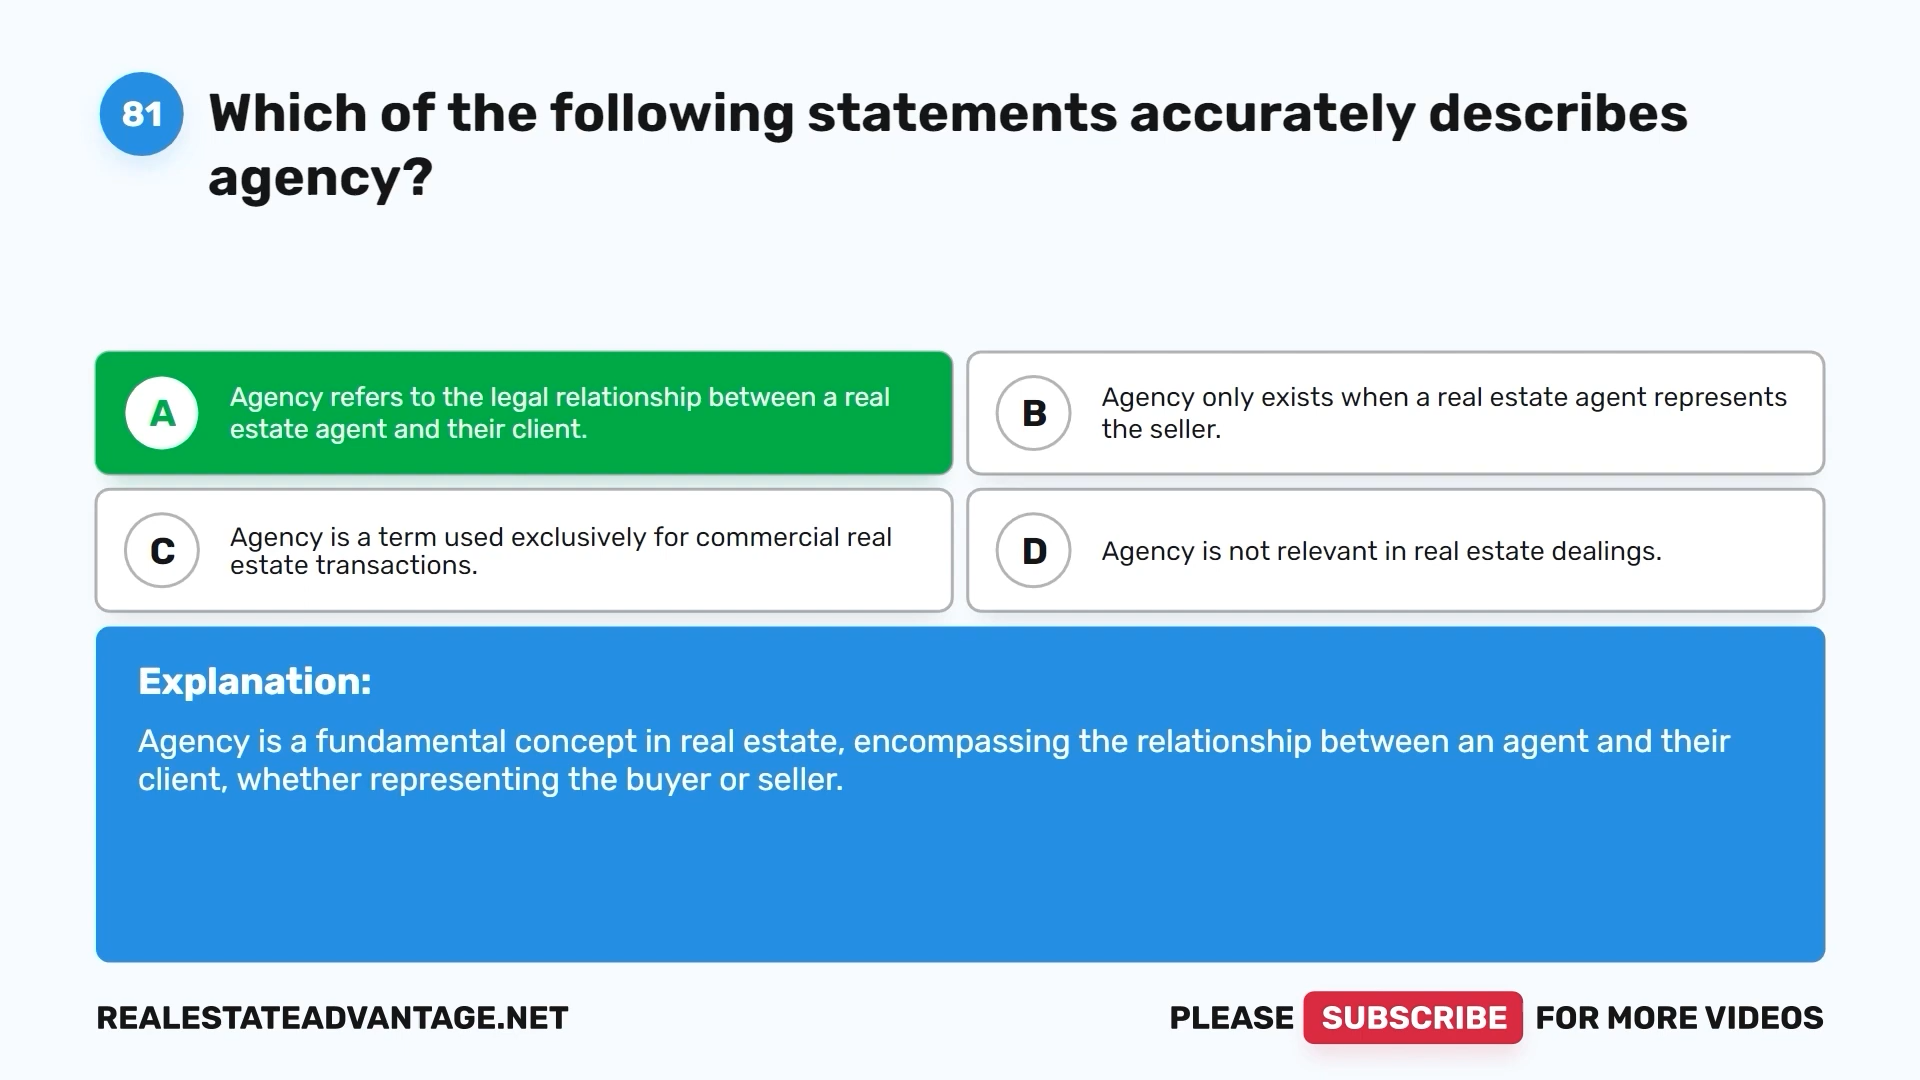 81
Which of the following statements accurately describes
agency?
A
Agency refers to the legal relationship between a real
estate agent and their client.
B
Agency only exists when a real estate agent represents
the seller.
C
Agency is a term used exclusively for commercial real
estate transactions.
D
Agency is not relevant in real estate dealings.
Explanation:
Agency is a fundamental concept in real estate, encompassing the relationship between an agent and their
client, whether representing the buyer or seller.
REALESTATEADVANTAGE.NET
PLEASE SUBSCRIBE FOR MORE VIDEOS